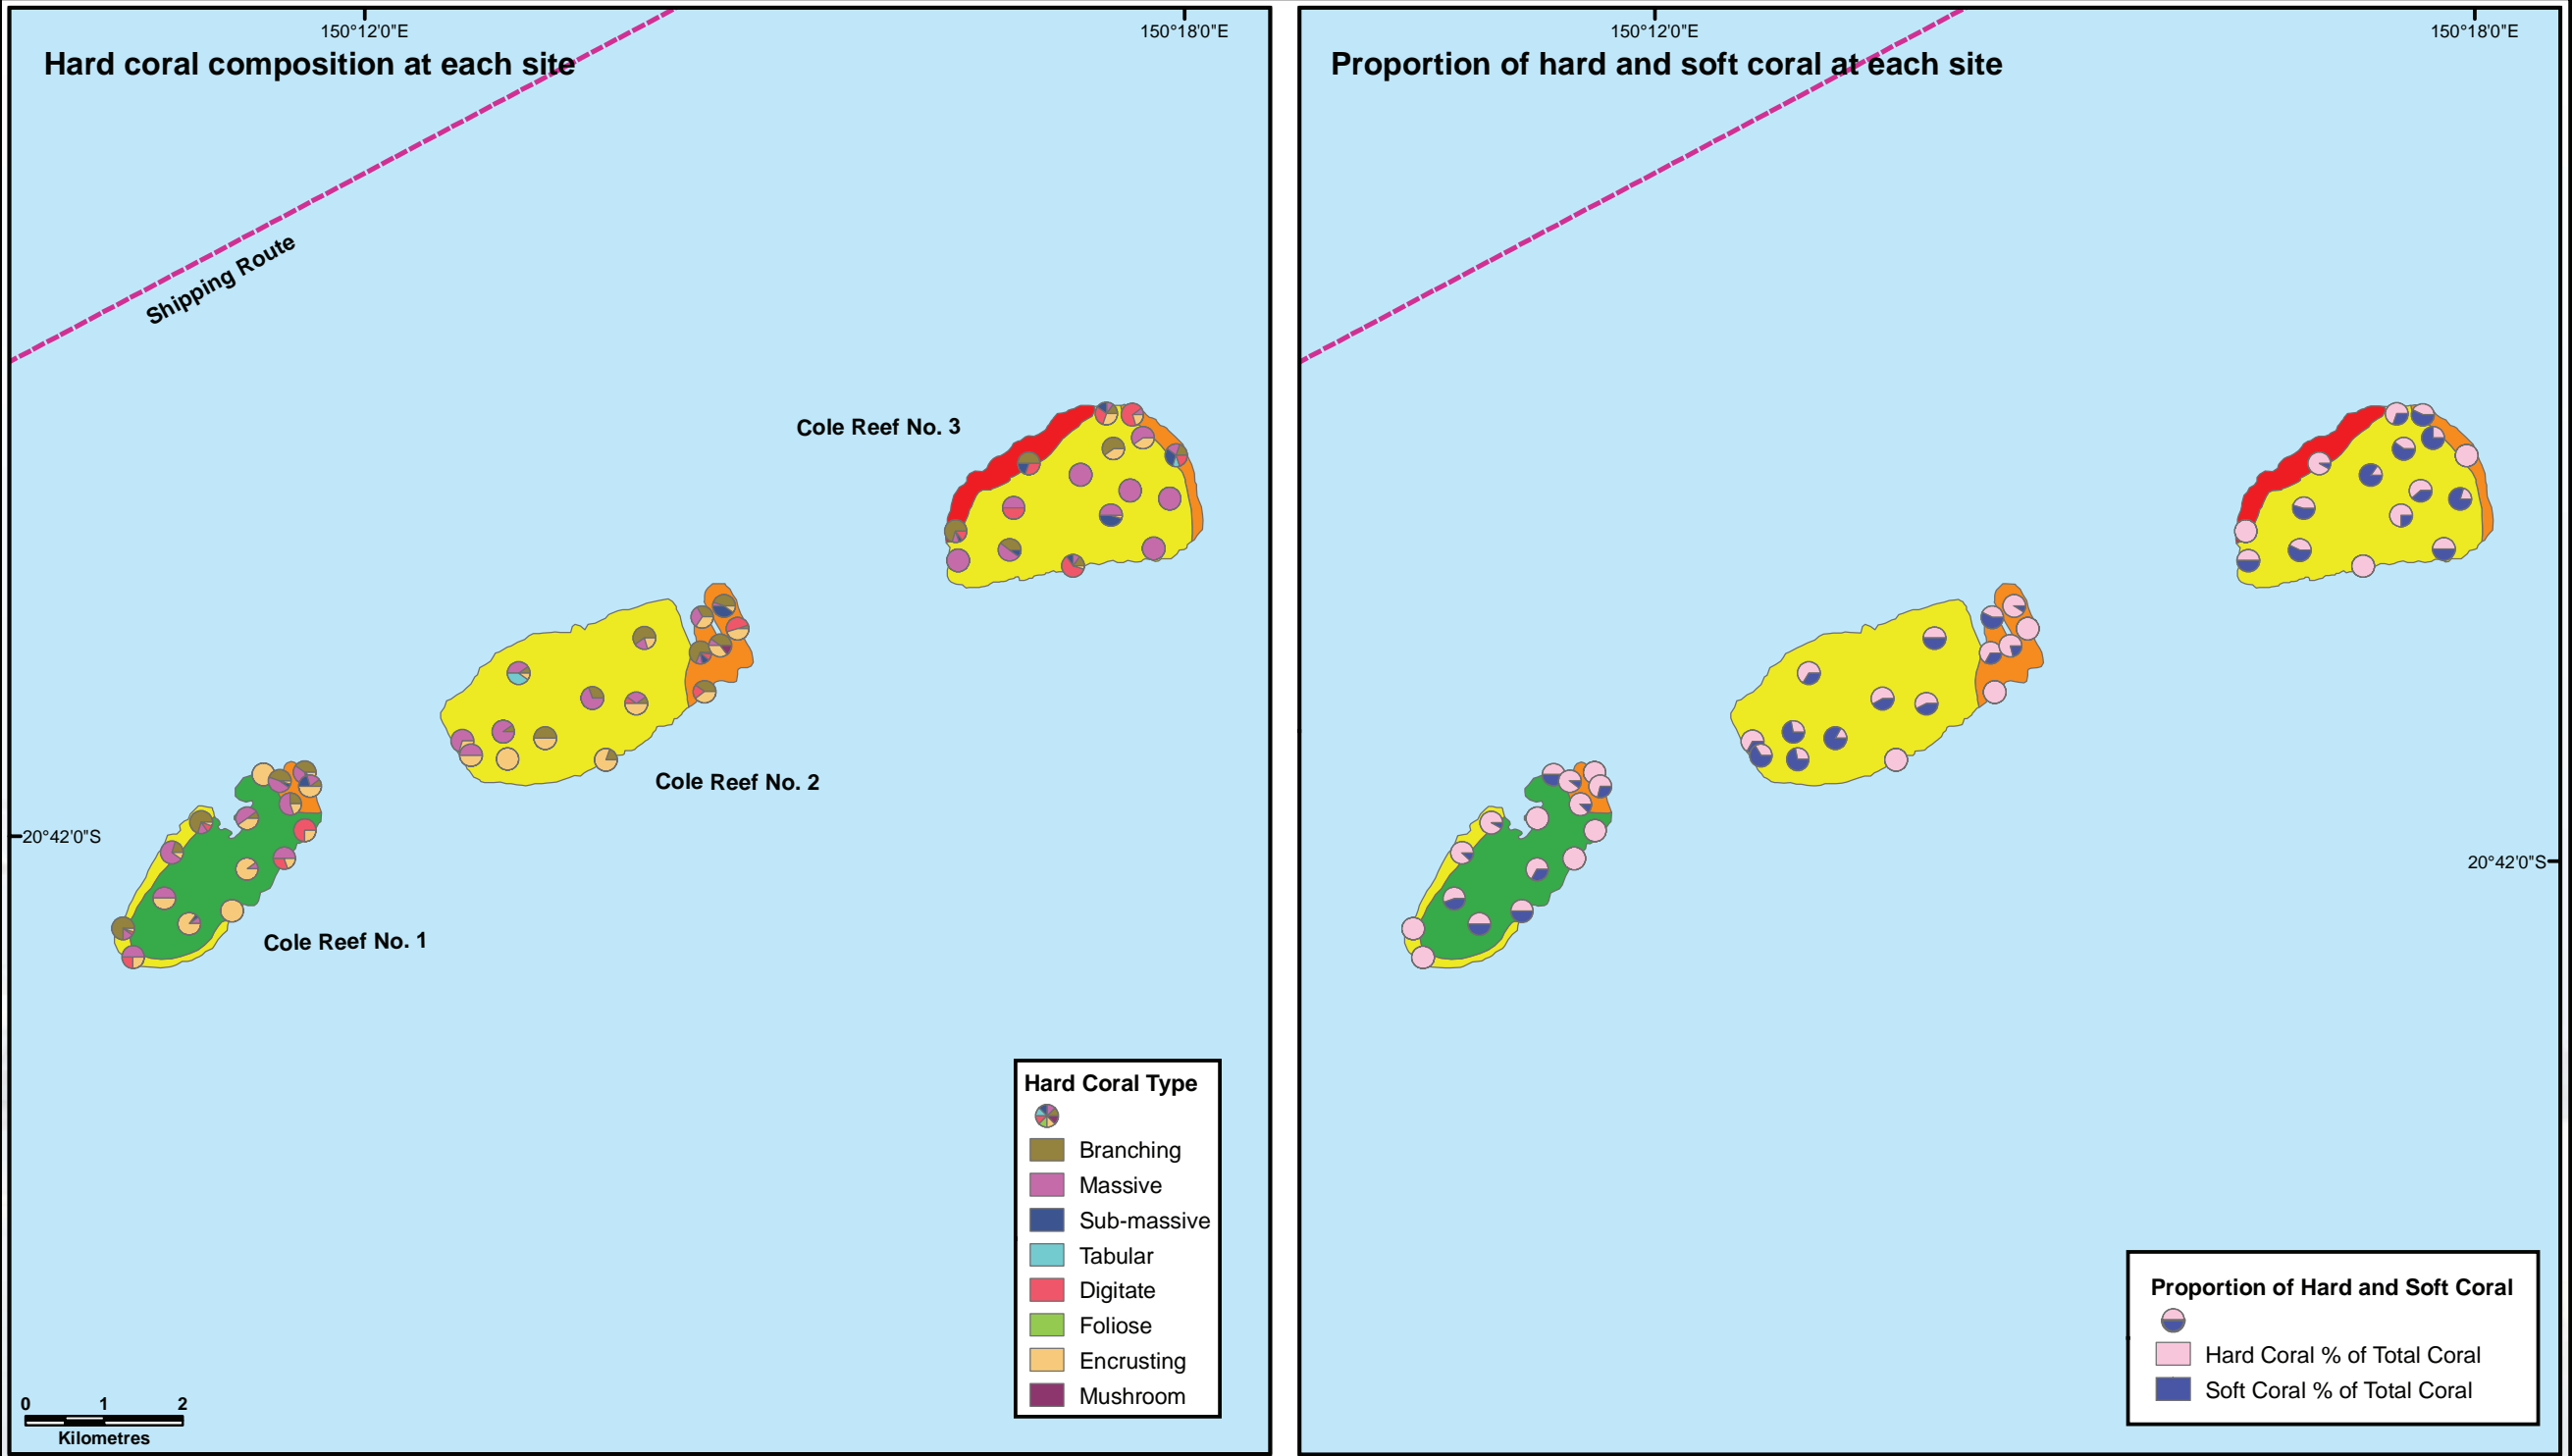 150°12'0"E
150°18'0"E
Hard coral composition at each site
Shipping Route
Cole Reef No. 3
Cole Reef No. 2
20°42'0"S
Cole Reef No. 1
Hard Coral Type
Branching
Massive
Sub-massive
Tabular
Digitate
Foliose
Encrusting
Mushroom
0 1 2
Kilometres
150°12'0"E
150°18'0"E
Proportion of hard and soft coral at each site
20°42'0"S
Proportion of Hard and Soft Coral
Hard Coral % of Total Coral
Soft Coral % of Total Coral